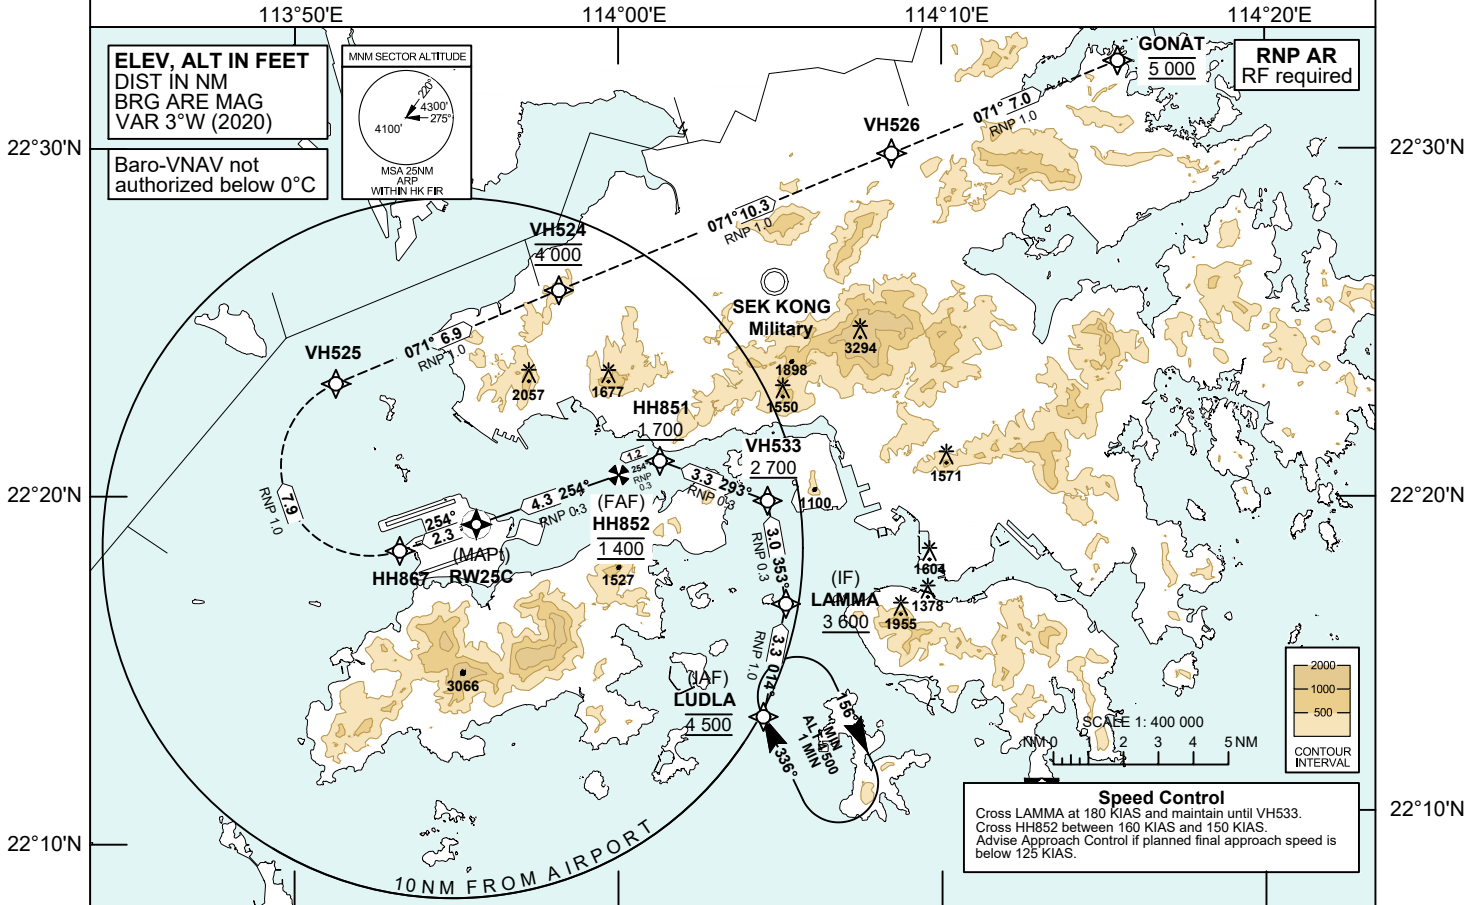 113°50'E
114°00'E
114°10'E
114°20'E
ELEV, ALT IN FEET
DIST IN NM
BRG ARE MAG
VAR 3°W (2020)
Baro-VNAV not
authorized below 0°C
MNM SECTOR ALTITUDE
220°
4300'
275°
4100'
MSA 25NM
ARP
WITHIN HK FIR
GONAT
5 000
RNP AR
RF required
071° 7.0
RNP 1.0
VH526
22°30'N
22°30'N
071° 10.3
RNP 1.0
VH524
4 000
SEK KONG
Military
071° 6.9
RNP 1.0
VH525
3294
1898
1550
2057
1677
HH851
1 700
VH533
2 700
1571
1.2
254°
RNP
0.3
3.3 293°
RNP 0.3
1100
22°20'N
22°20'N
7.9
RNP 1.0
4.3 254°
RNP 0.3
(FAF)
HH852
1 400
1527
254°
2.3
(MAPt)
RW25C
HH867
3.0 353°
RNP 0.3
1604
1378
1955
(IF)
LAMMA
3 600
3.3 014°
RNP 1.0
3066
(IAF)
LUDLA
4 500
156°
1 MIN
ALT 4500
1 MIN
336°
2000
1000
500
CONTOUR
INTERVAL
SCALE 1: 400 000
NM 0 1 2 3 4 5 NM
10 NM FROM AIRPORT
22°10'N
22°10'N
Speed Control
Cross LAMMA at 180 KIAS and maintain until VH533.
Cross HH852 between 160 KIAS and 150 KIAS.
Advise Approach Control if planned final approach speed is
below 125 KIAS.